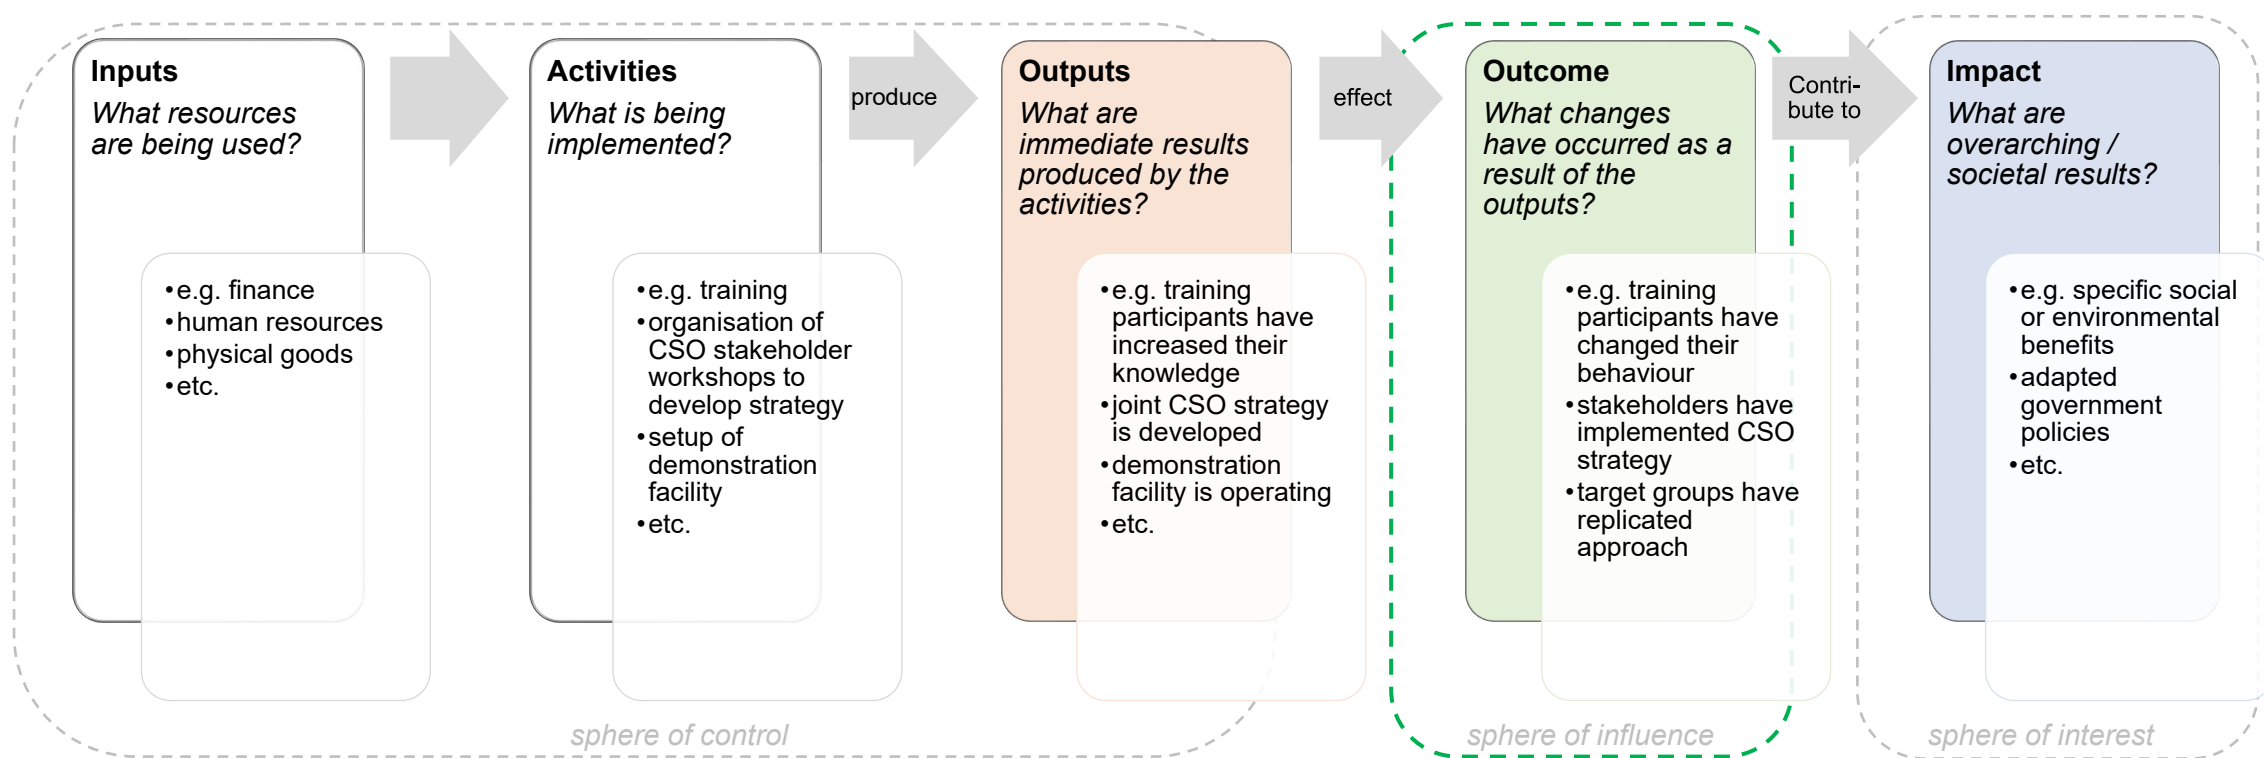 Inputs
What resources
are being used?
•e.g. finance
•human resources
•physical goods
•etc.
Activities
What is being
implemented?
•e.g. training
•organisation of
CSO stakeholder
workshops to
develop strategy
•setup of
demonstration
facility
•etc.
produce
Outputs
What are
immediate results
produced by the
activities?
•e.g. training
participants have
increased their
knowledge
•joint CSO strategy
is developed
•demonstration
facility is operating
•etc.
effect
Outcome
What changes
have occurred as a
result of the
outputs?
•e.g. training
participants have
changed their
behaviour
•stakeholders have
implemented CSO
strategy
•target groups have
replicated
approach
Contri-
bute to
Impact
What are
overarching /
societal results?
•e.g. specific social
or environmental
benefits
•adapted
government
policies
•etc.
sphere of control
sphere of influence
sphere of interest